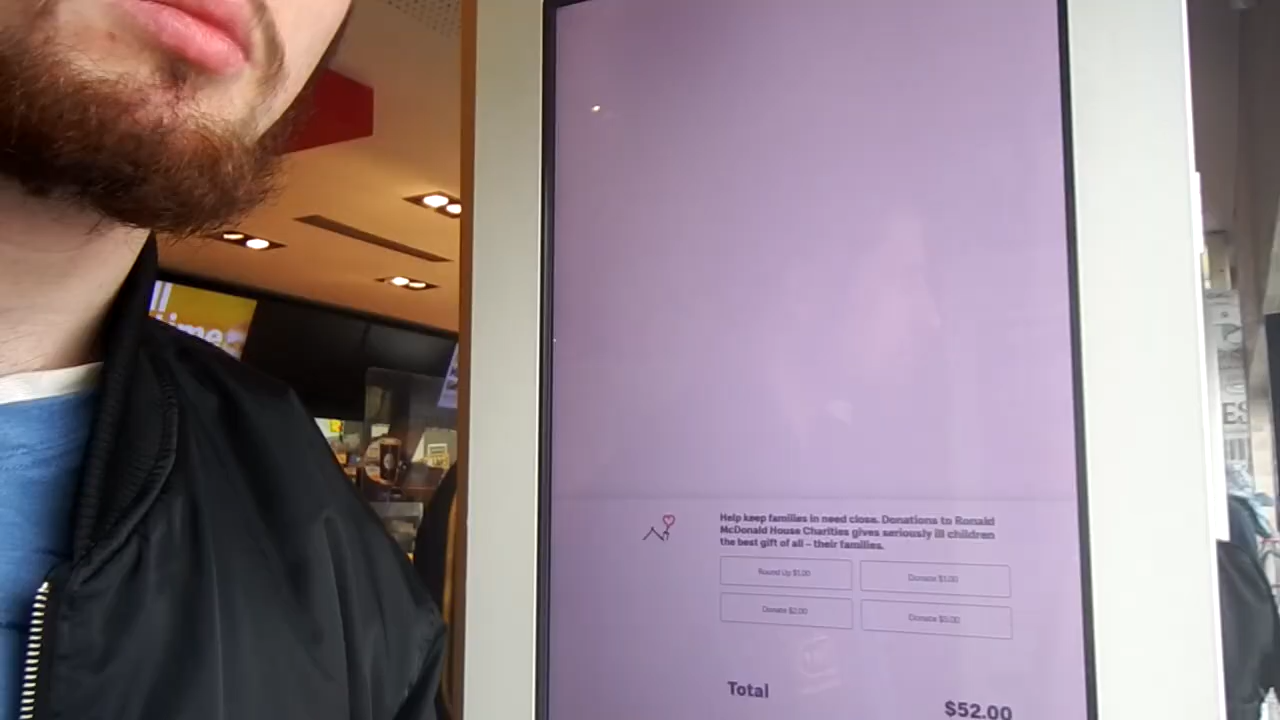 Help keep families in need close. Donations to Ronald
McDonald House Charities gives seriously ill children
the best gift of all - their families.
Round Up $1.00
Donate $1.00
Donate $2.00
Donate $5.00
Total
$52.00
ime
ES